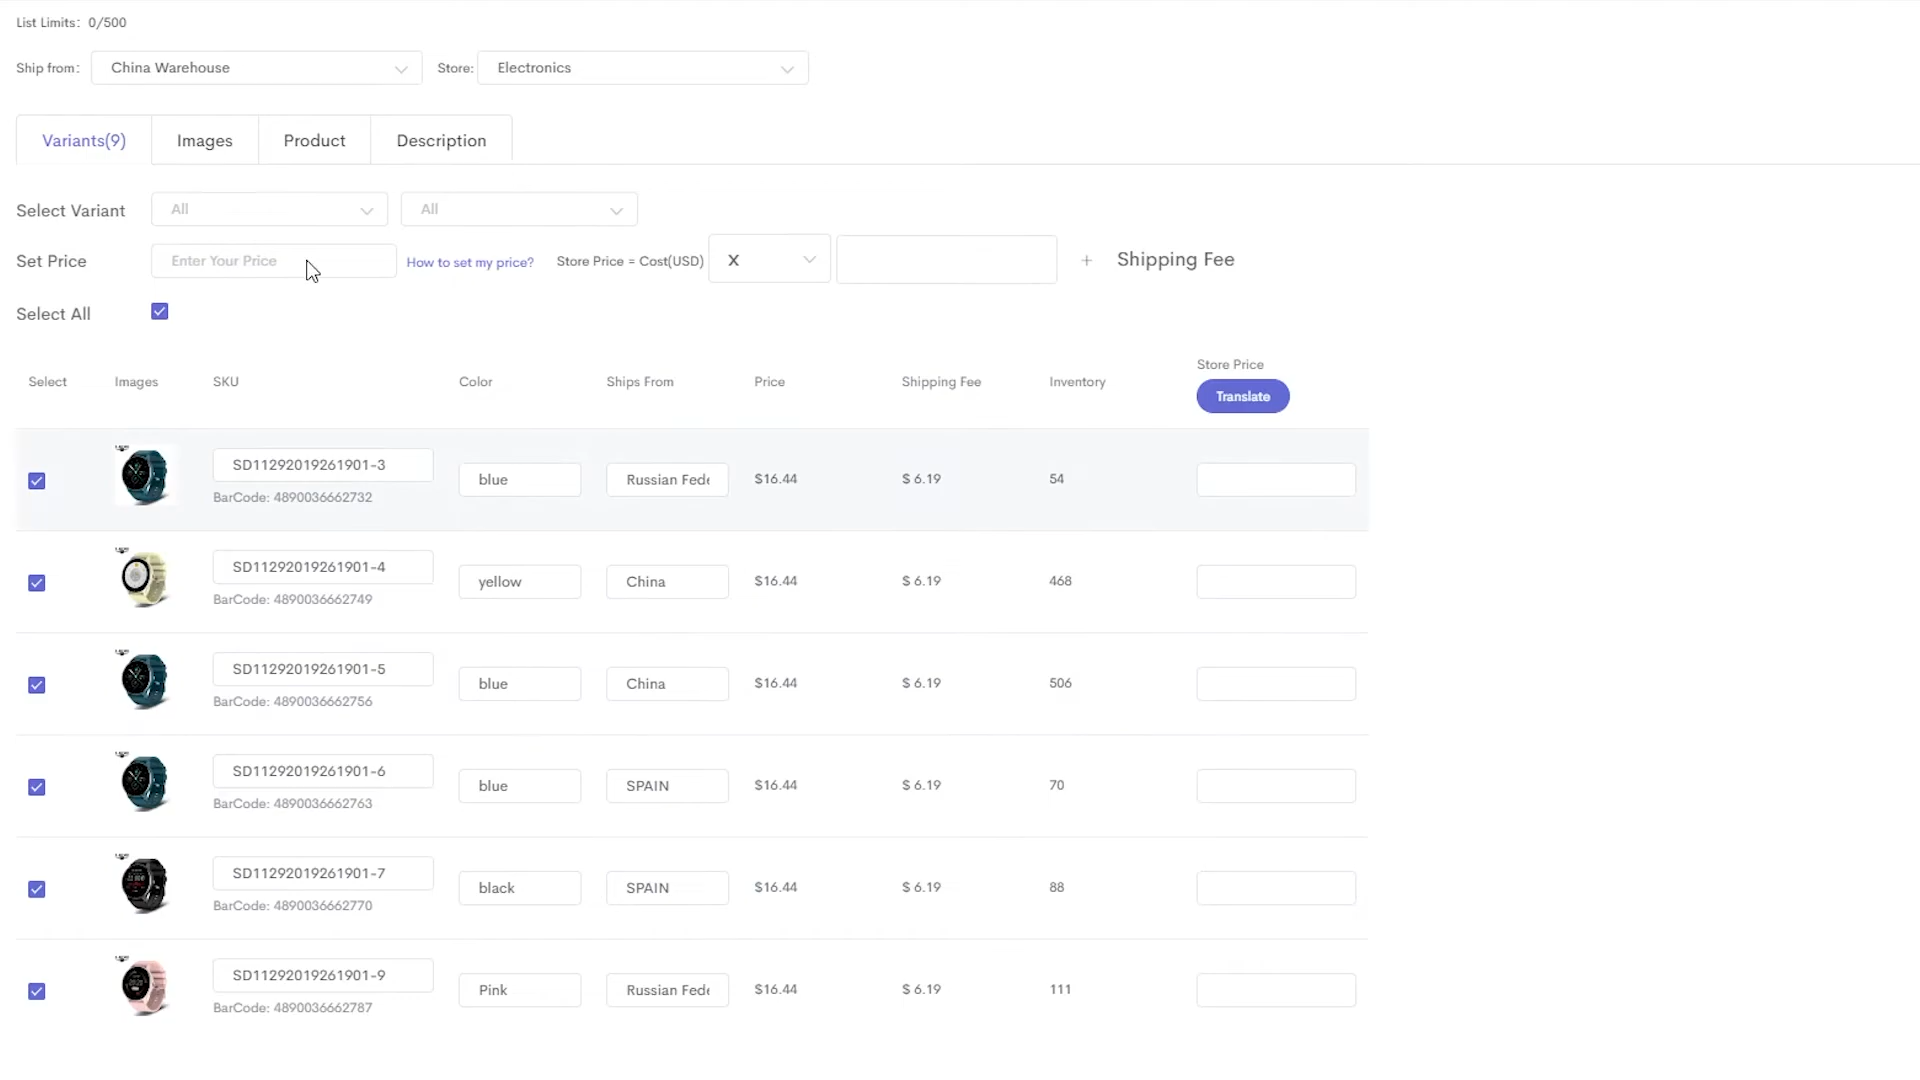 List Limits: 0/500
Ship from: China Warehouse Store: Electronics
Variants(9) Images Product Description
Select Variant All All
Set Price Enter Your Price How to set my price? Store Price = Cost(USD) X + Shipping Fee
Select All
Select Images SKU Color Ships From Price Shipping Fee Inventory Store Price
Translate
SD11292019261901-3 blue Russian Fede $16.44 $ 6.19 54
BarCode: 4890036662732
SD11292019261901-4 yellow China $16.44 $ 6.19 468
BarCode: 4890036662749
SD11292019261901-5 blue China $16.44 $ 6.19 506
BarCode: 4890036662756
SD11292019261901-6 blue SPAIN $16.44 $ 6.19 70
BarCode: 4890036662763
SD11292019261901-7 black SPAIN $16.44 $ 6.19 88
BarCode: 4890036662770
SD11292019261901-9 Pink Russian Fede $16.44 $ 6.19 111
BarCode: 4890036662787